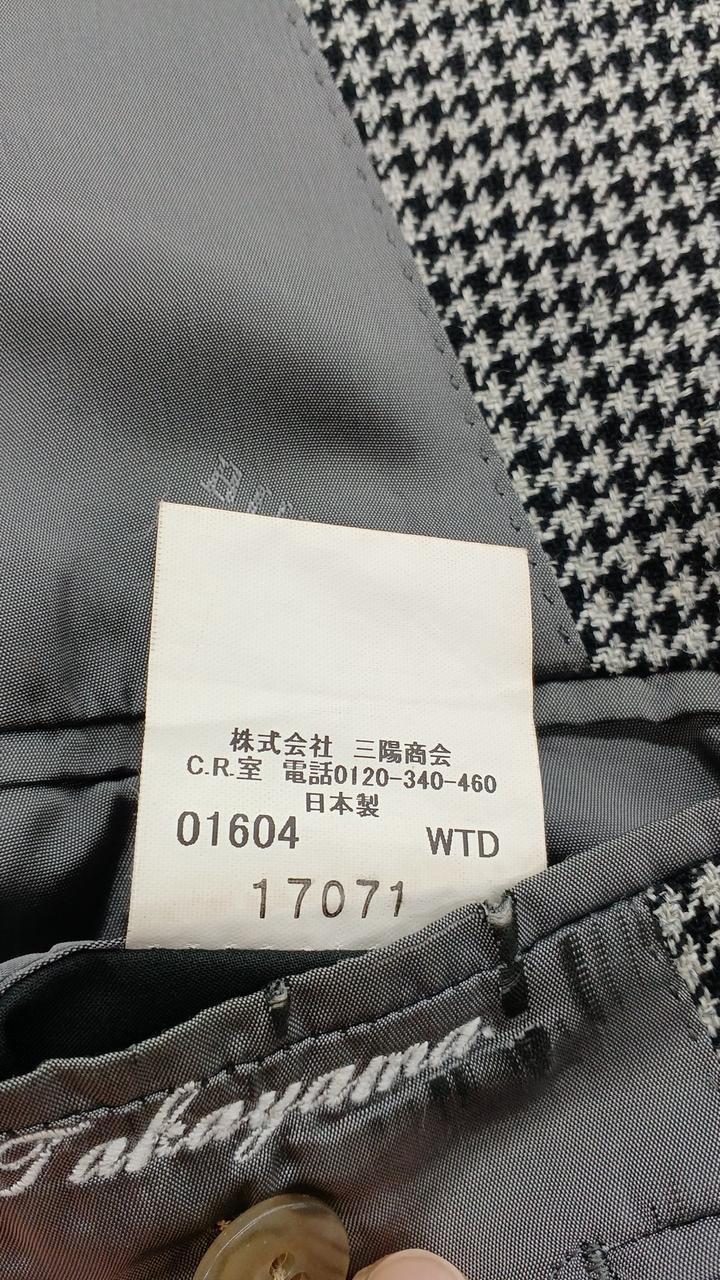 株式会社 三陽商会
C.R.室 電話0120-340-460
日本製
01604 WTD
17071
Takayama